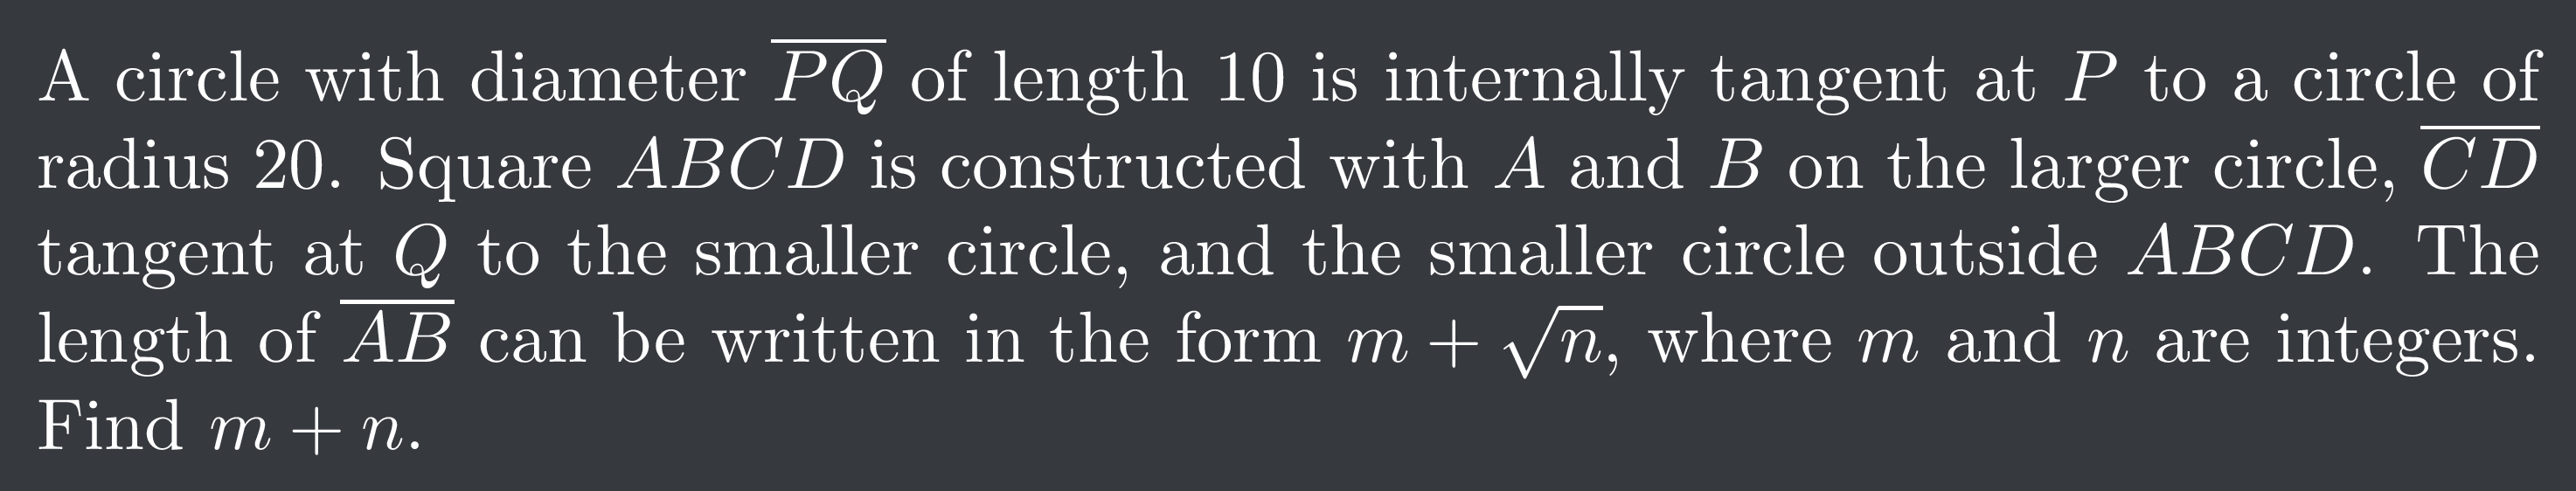 A circle with diameter $\overline{PQ}$ of length 10 is internally tangent at $P$ to a circle of
radius 20. Square $ABCD$ is constructed with $A$ and $B$ on the larger circle, $\overline{CD}$
tangent at $Q$ to the smaller circle, and the smaller circle outside $ABCD$. The
length of $\overline{AB}$ can be written in the form $m + \sqrt{n}$, where $m$ and $n$ are integers.
Find $m + n$.